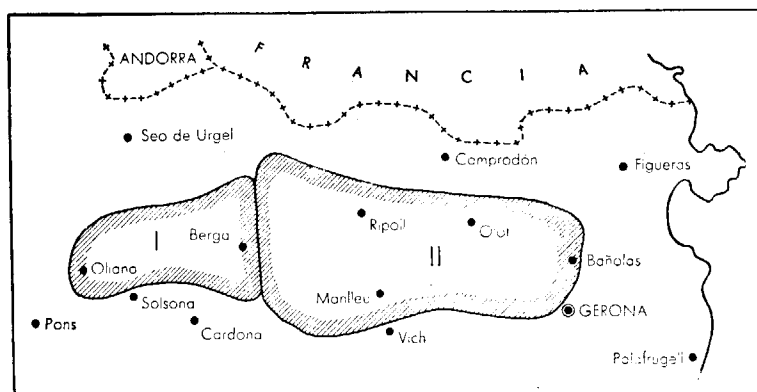 FRANCIA
ANDORRA
Seo de Urgel
Camprodón
Figueras
I
Berga
Ripoll
Olot
II
Oliana
Bañolas
Manlleu
Solsona
GERONA
Pons
Cardona
Vich
Palafrugell